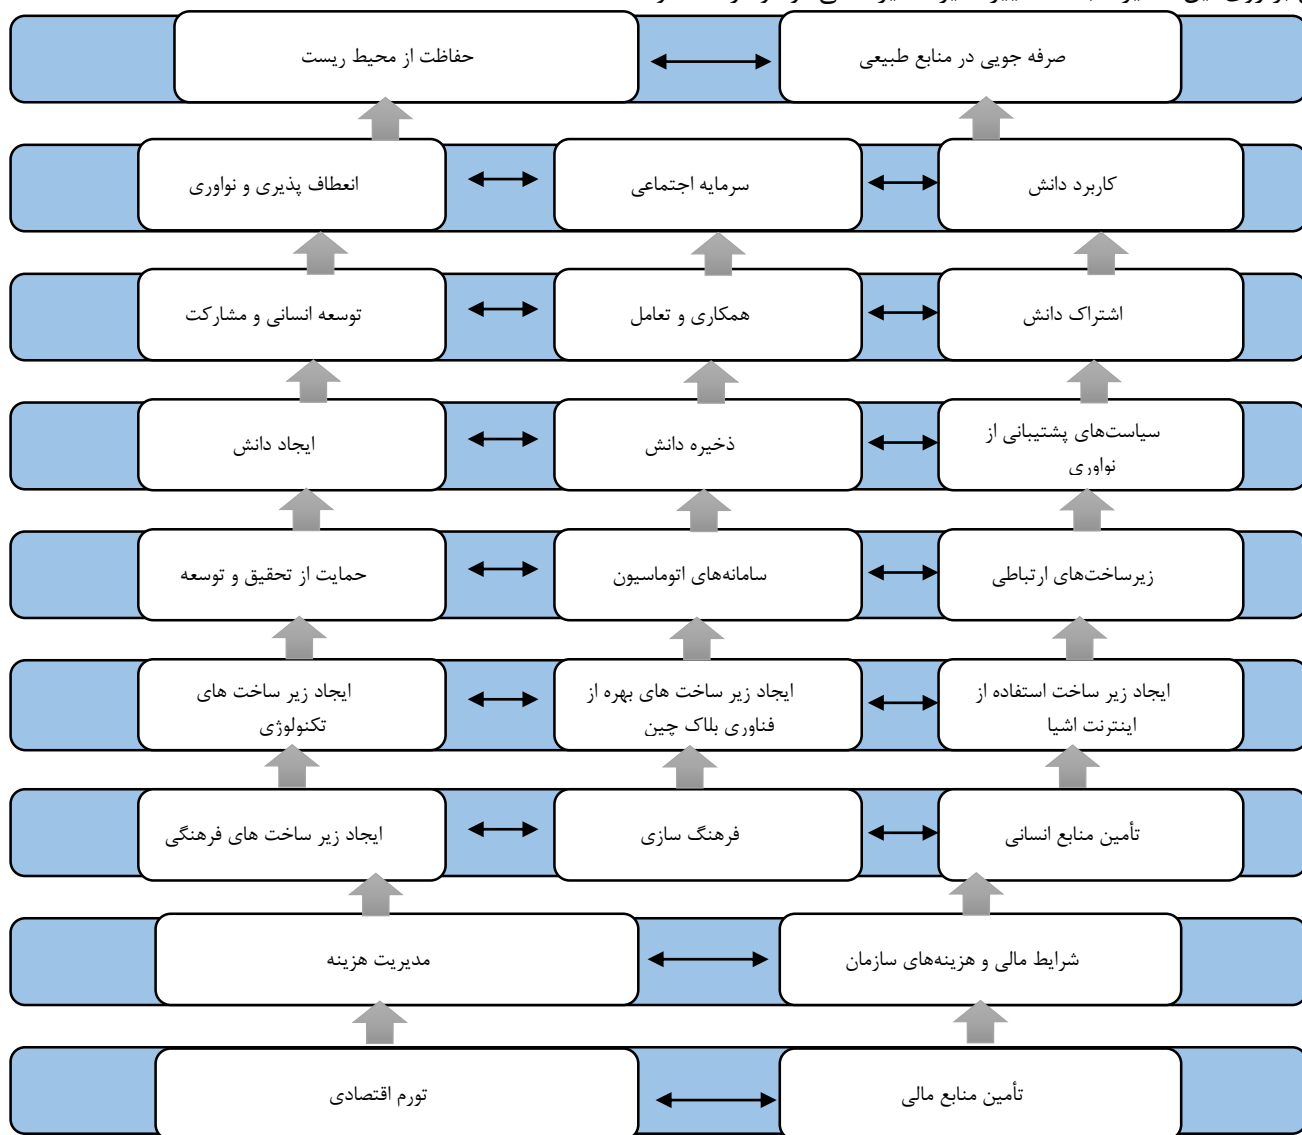 صرفه جویی در منابع طبیعی
حفاظت از محیط ریست
کاربرد دانش
سرمایه اجتماعی
انعطاف پذیری و نواوری
اشتراک دانش
همکاری و تعامل
توسعه انسانی و مشارکت
سیاست‌های پشتیبانی از
نواوری
ذخیره دانش
ایجاد دانش
زیرساخت‌های ارتباطی
سامانه‌های اتوماسیون
حمایت از تحقیق و توسعه
ایجاد زیر ساخت استفاده از
اینترنت اشیا
ایجاد زیر ساخت های بهره از
فناوری بلاک چین
ایجاد زیر ساخت های
تکنولوژی
تأمین منابع انسانی
فرهنگ سازی
ایجاد زیر ساخت های فرهنگی
شرایط مالی و هزینه‌های سازمان
مدیریت هزینه
تأمین منابع مالی
تورم اقتصادی